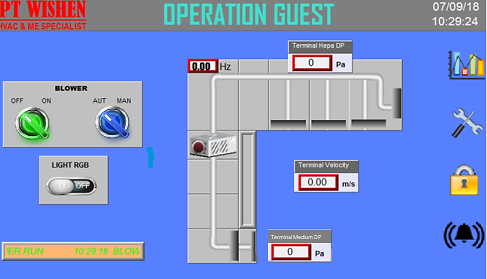 PT WISHEN
HVAC & ME SPECIALIST
OPERATION GUEST
07/09/18
10:29:24
Terminal Hepa DP
0 Pa
0.00 Hz
BLOWER
OFF ON AUT MAN
LIGHT RGB
OFF
Terminal Velocity
0.00 m/s
Terminal Medium DP
0 Pa
'ER RUN 10:29:16 BLOW